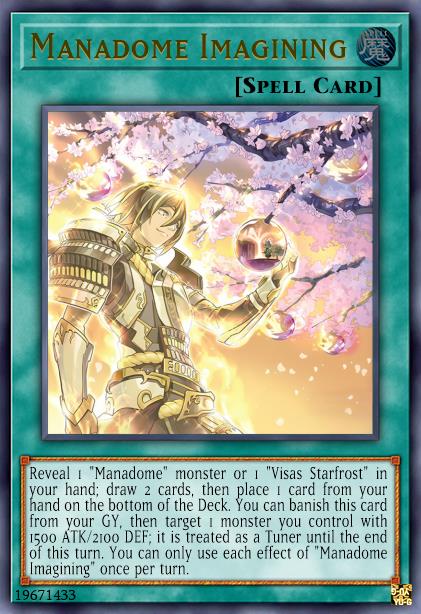 MANADOME IMAGINING 魔
[SPELL CARD]
Reveal 1 "Manadome" monster or 1 "Visas Starfrost" in
your hand; draw 2 cards, then place 1 card from your
hand on the bottom of the Deck. You can banish this card
from your GY, then target 1 monster you control with
1500 ATK/2100 DEF; it is treated as a Tuner until the end
of this turn. You can only use each effect of "Manadome
Imagining" once per turn.
19671433